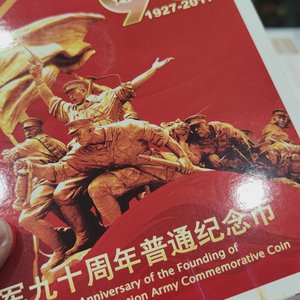 1927-201
军九十周年普通纪念币
Anniversary of the Founding of
Army Commemorative Coin